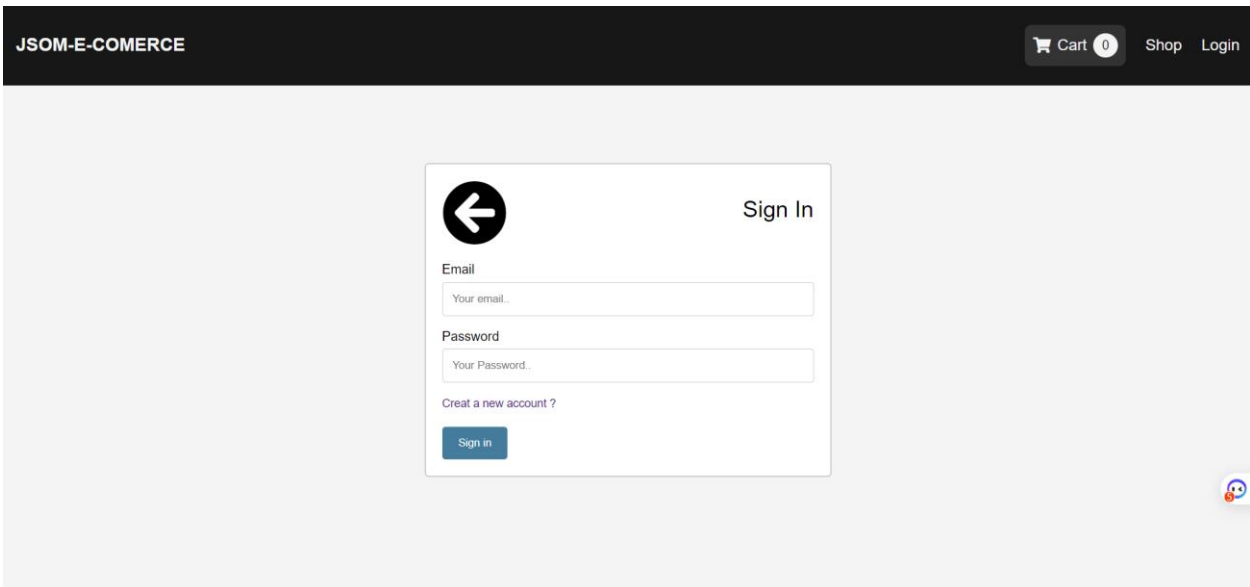 JSOM-E-COMERCE
Cart 0 Shop Login
Sign In
Email
Your email..
Password
Your Password..
Creat a new account ?
Sign in
5